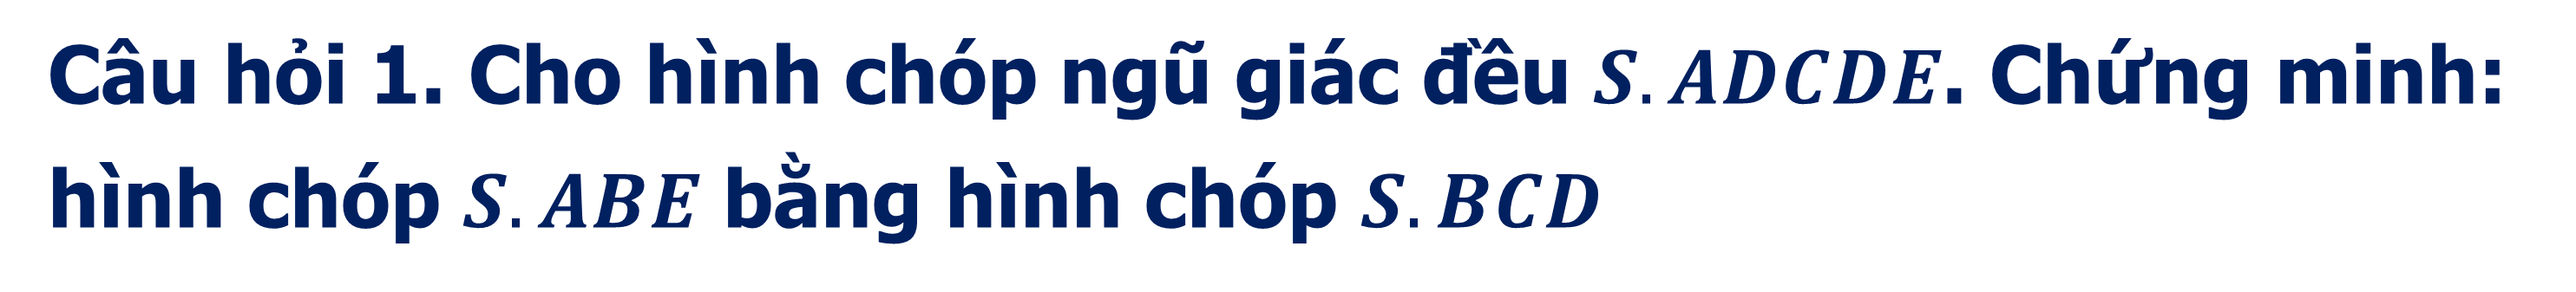 Câu hỏi 1. Cho hình chóp ngũ giác đều S.ADCDE. Chứng minh:
hình chóp S.ABE bằng hình chóp S.BCD